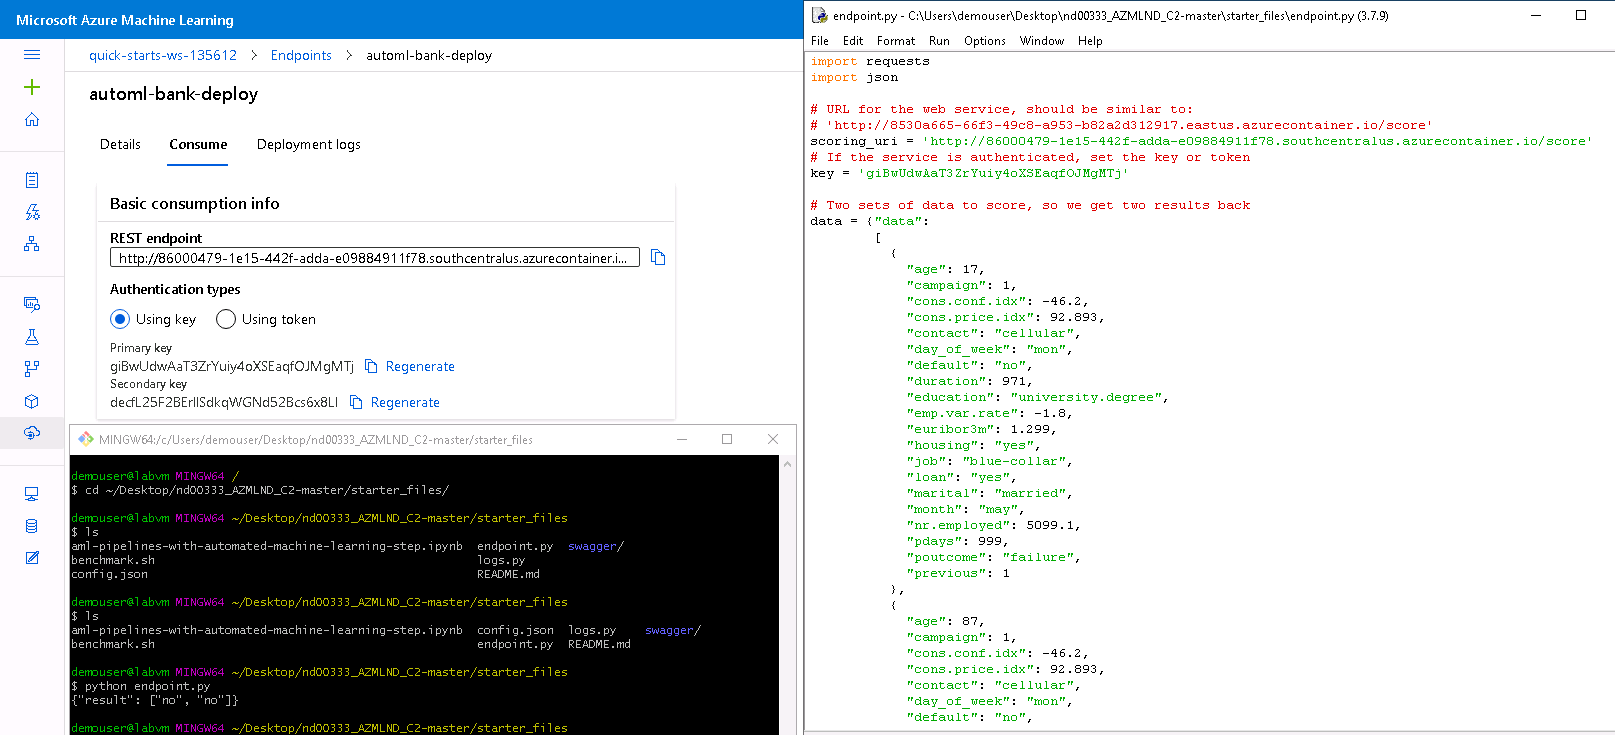 Microsoft Azure Machine Learning
quick-starts-ws-135612 > Endpoints > automl-bank-deploy
automl-bank-deploy
Details Consume Deployment logs
Basic consumption info
REST endpoint
http://86000479-1e15-442f-adda-e09884911f78.southcentralus.azurecontainer.i...
Authentication types
Using key Using token
Primary key
giBwUdwAaT3ZrYuiy4oXSEaqfOJMgMTj Regenerate
Secondary key
decfL25F2BErIlSdkqWGNd52Bcs6x8LI Regenerate
MINGW64:/c/Users/demouser/Desktop/nd00333_AZMLND_C2-master/starter_files
demouser@labvm MINGW64 /
$ cd ~/Desktop/nd00333_AZMLND_C2-master/starter_files/
demouser@labvm MINGW64 ~/Desktop/nd00333_AZMLND_C2-master/starter_files
$ ls
aml-pipelines-with-automated-machine-learning-step.ipynb endpoint.py swagger/
benchmark.sh logs.py
config.json README.md
demouser@labvm MINGW64 ~/Desktop/nd00333_AZMLND_C2-master/starter_files
$ ls
aml-pipelines-with-automated-machine-learning-step.ipynb config.json logs.py swagger/
benchmark.sh endpoint.py README.md
demouser@labvm MINGW64 ~/Desktop/nd00333_AZMLND_C2-master/starter_files
$ python endpoint.py
{"result": ["no", "no"]}
demouser@labvm MINGW64 ~/Desktop/nd00333_AZMLND_C2-master/starter_files
endpoint.py - C:\Users\demouser\Desktop\nd00333_AZMLND_C2-master\starter_files\endpoint.py (3.7.9)
File Edit Format Run Options Window Help
import requests
import json
# URL for the web service, should be similar to:
# 'http://8530a665-66f3-49c8-a953-b82a2d312917.eastus.azurecontainer.io/score'
scoring_uri = 'http://86000479-1e15-442f-adda-e09884911f78.southcentralus.azurecontainer.io/score'
# If the service is authenticated, set the key or token
key = 'giBwUdwAaT3ZrYuiy4oXSEaqfOJMgMTj'
# Two sets of data to score, so we get two results back
data = {"data":
[
{
"age": 17,
"campaign": 1,
"cons.conf.idx": -46.2,
"cons.price.idx": 92.893,
"contact": "cellular",
"day_of_week": "mon",
"default": "no",
"duration": 971,
"education": "university.degree",
"emp.var.rate": -1.8,
"euribor3m": 1.299,
"housing": "yes",
"job": "blue-collar",
"loan": "yes",
"marital": "married",
"month": "may",
"nr.employed": 5099.1,
"pdays": 999,
"poutcome": "failure",
"previous": 1
},
{
"age": 87,
"campaign": 1,
"cons.conf.idx": -46.2,
"cons.price.idx": 92.893,
"contact": "cellular",
"day_of_week": "mon",
"default": "no",